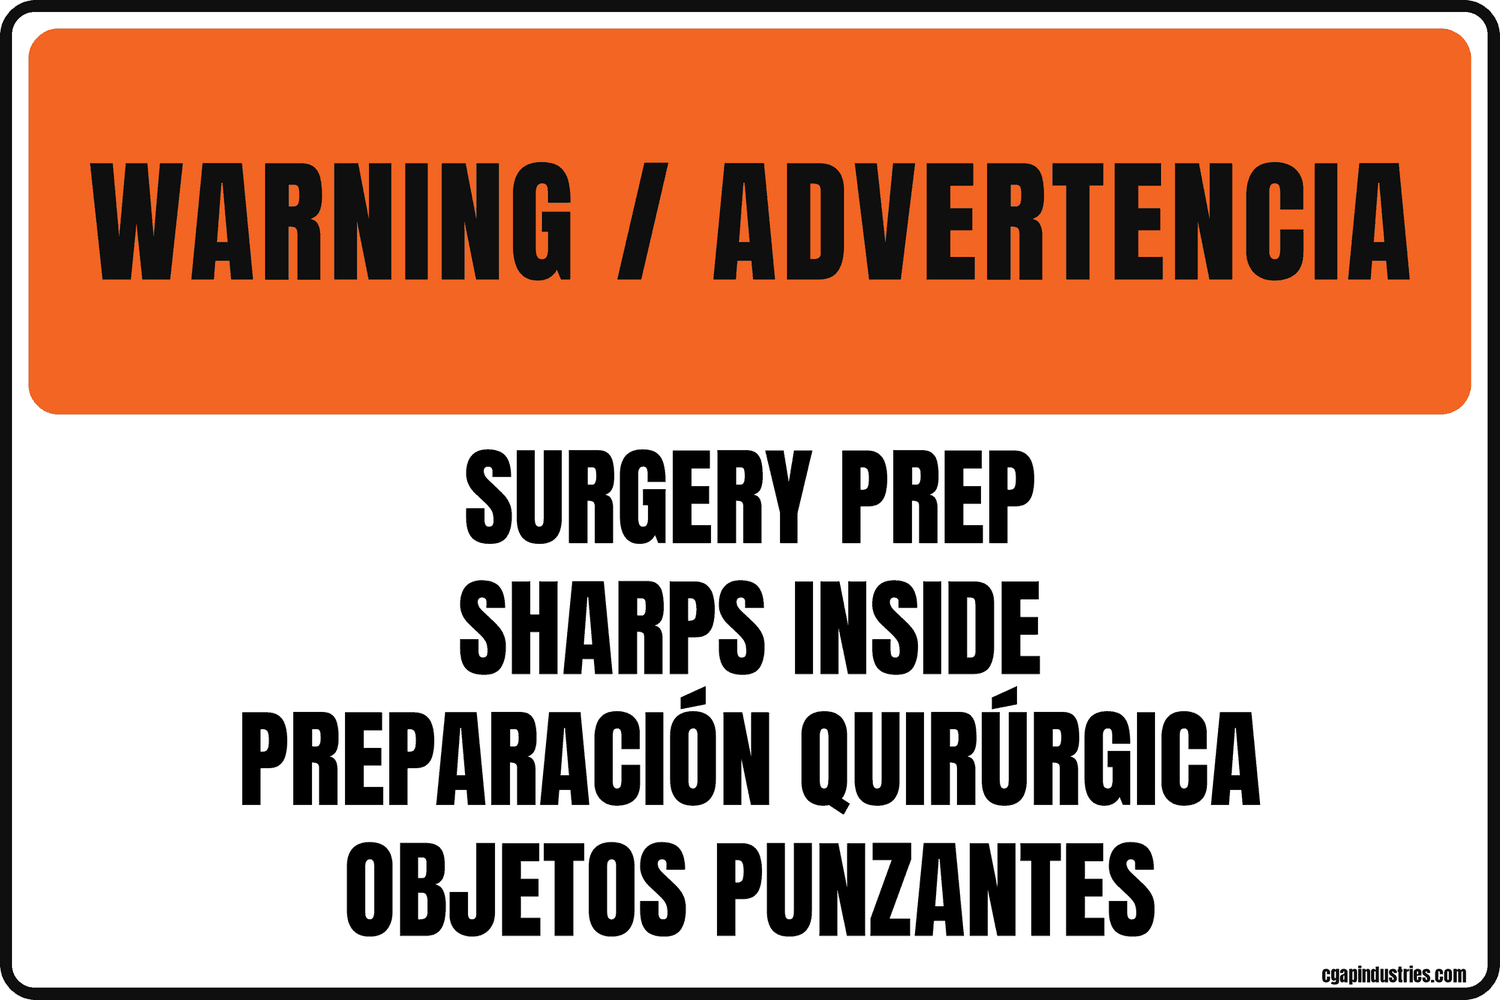 WARNING / ADVERTENCIA
SURGERY PREP
SHARPS INSIDE
PREPARACIÓN QUIRÚRGICA
OBJETOS PUNZANTES
cgapindustries.com